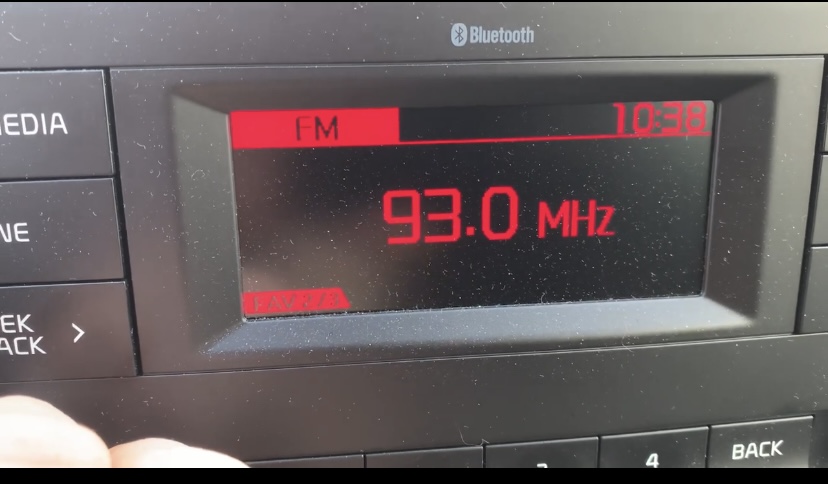 Bluetooth
EDIA
FM 10:38
93.0 MHz
NE
EK
ACK >
4 BACK